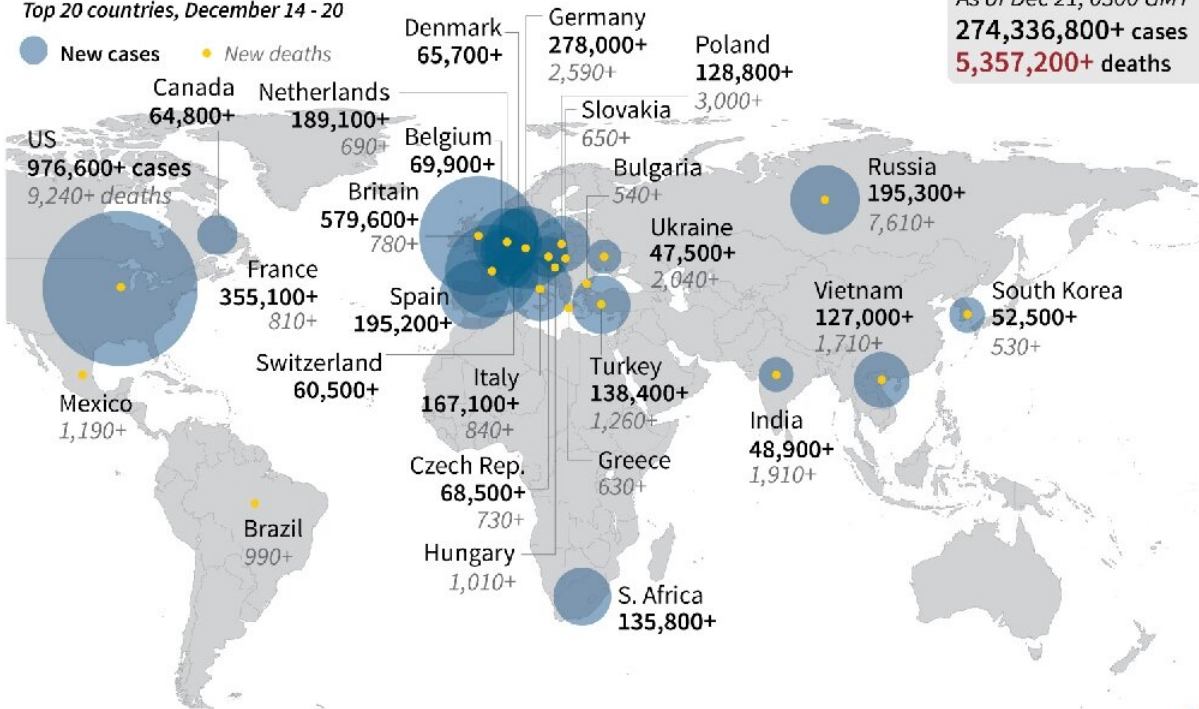 Top 20 countries, December 14 - 20
New cases
New deaths
As of Dec 21, 0300 GMT
274,336,800+ cases
5,357,200+ deaths
Denmark
65,700+
Germany
278,000+
2,590+
Poland
128,800+
3,000+
Canada
64,800+
Netherlands
189,100+
690+
Slovakia
650+
US
976,600+ cases
9,240+ deaths
Belgium
69,900+
Bulgaria
540+
Russia
195,300+
7,610+
Britain
579,600+
780+
Ukraine
47,500+
2,040+
France
355,100+
810+
Spain
195,200+
Vietnam
127,000+
1,710+
South Korea
52,500+
530+
Switzerland
60,500+
Italy
167,100+
840+
Turkey
138,400+
1,260+
Mexico
1,190+
India
48,900+
1,910+
Czech Rep.
68,500+
730+
Greece
630+
Brazil
990+
Hungary
1,010+
S. Africa
135,800+